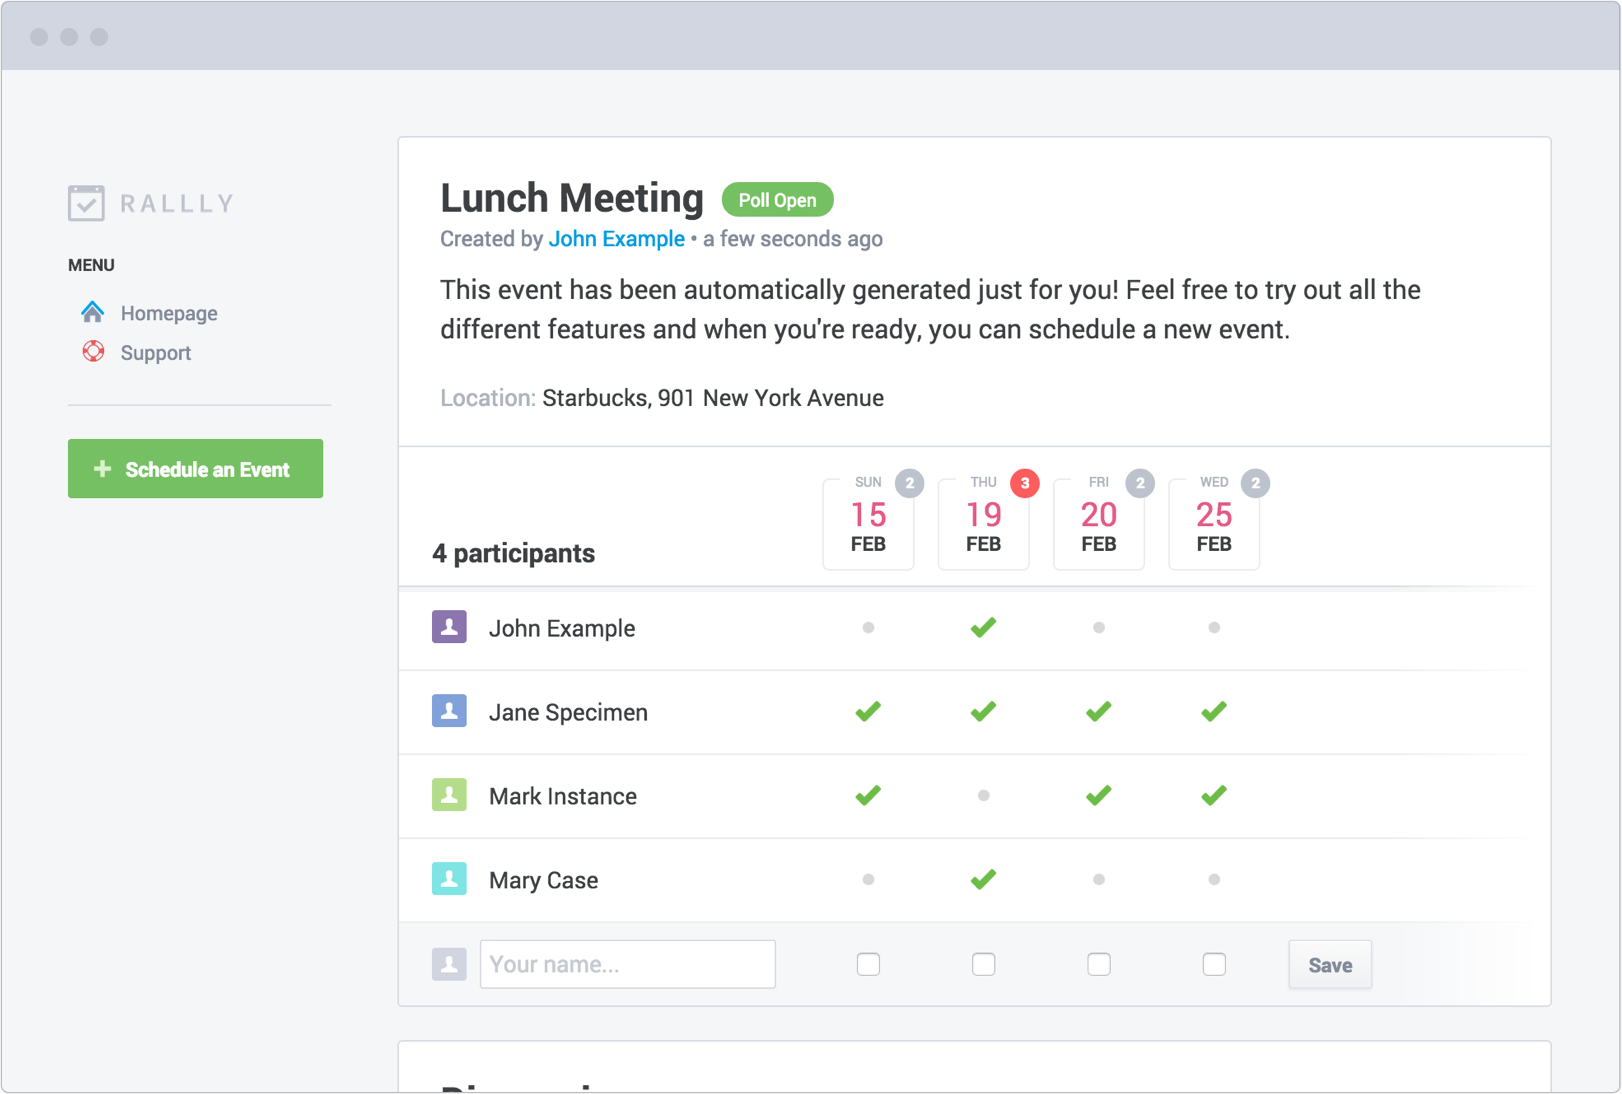 RALLLY
MENU
Homepage
Support
+ Schedule an Event
Lunch Meeting Poll Open
Created by John Example • a few seconds ago
This event has been automatically generated just for you! Feel free to try out all the
different features and when you're ready, you can schedule a new event.
Location: Starbucks, 901 New York Avenue
4 participants
SUN 2
15
FEB
THU 3
19
FEB
FRI 2
20
FEB
WED 2
25
FEB
John Example
Jane Specimen
Mark Instance
Mary Case
Your name... Save